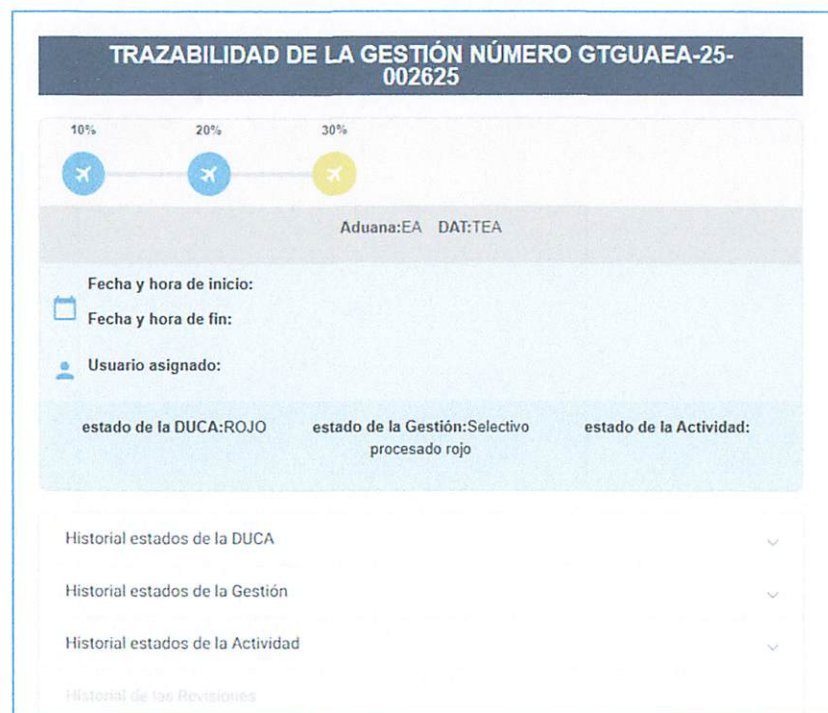 TRAZABILIDAD DE LA GESTIÓN NÚMERO GTGUAEA-25-
002625
10% 20% 30%
Aduana:EA DAT:TEA
Fecha y hora de inicio:
Fecha y hora de fin:
Usuario asignado:
estado de la DUCA:ROJO estado de la Gestión:Selectivo estado de la Actividad:
procesado rojo
Historial estados de la DUCA
Historial estados de la Gestión
Historial estados de la Actividad
Historial de las Revisiones